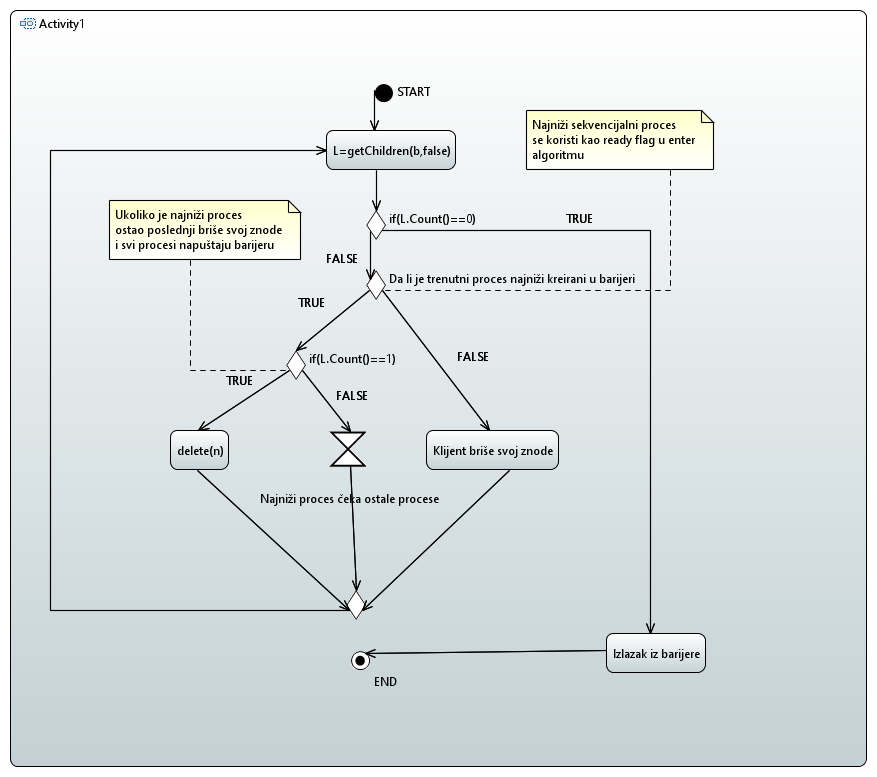 Activity1
START
L=getChildren(b,false)
Najniži sekvencijalni proces
se koristi kao ready flag u enter
algoritmu
Ukoliko je najniži proces
ostao poslednji briše svoj znode
i svi procesi napuštaju barijeru
if(L.Count()==0)
TRUE
FALSE
Da li je trenutni proces najniži kreirani u barijeri
TRUE
if(L.Count()==1)
FALSE
TRUE
FALSE
delete(n)
Klijent briše svoj znode
Najniži proces čeka ostale procese
Izlazak iz barijere
END